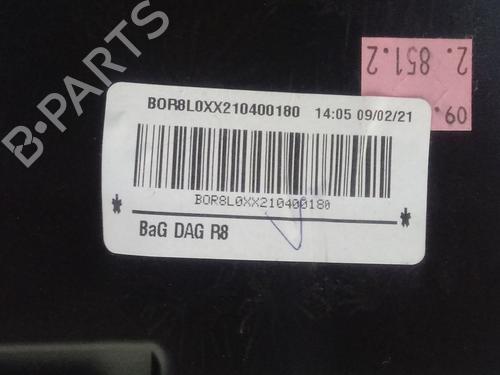 BOR8L0XX210400180 14:05 09/02/21
BOR8L0XX210400180
BaG DAG R8
2. 851.2
09.
B-PARTS